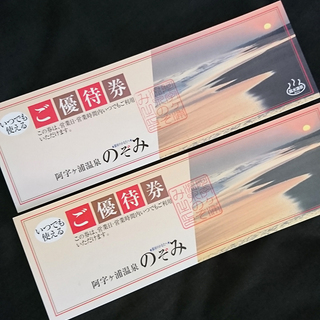 いつでも
使える
ご優待券
この券は、営業日・営業時間内いつでもご利用
いただけます。
阿字ヶ浦温泉
のぞみ
いつでも
使える
ご優待券
この券は、営業日・営業時間内いつでもご利用
いただけます。
阿字ヶ浦温泉
のぞみ